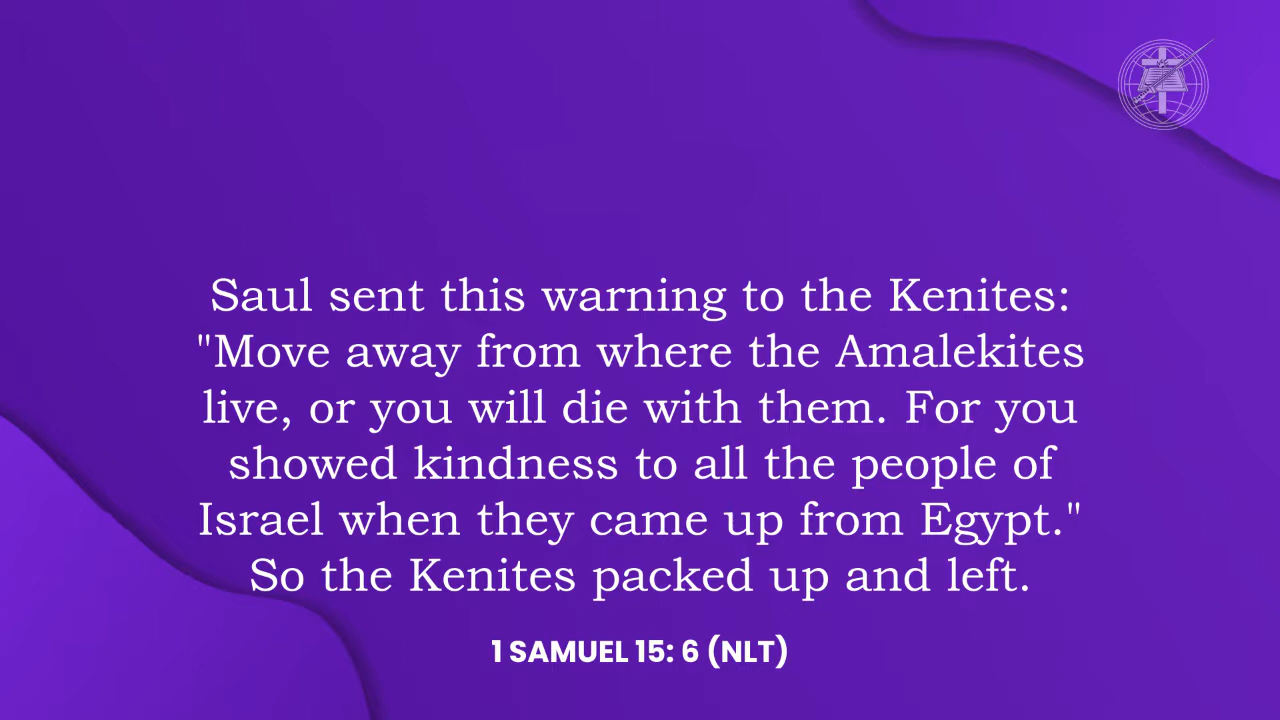 Saul sent this warning to the Kenites:
"Move away from where the Amalekites
live, or you will die with them. For you
showed kindness to all the people of
Israel when they came up from Egypt."
So the Kenites packed up and left.
1 SAMUEL 15: 6 (NLT)